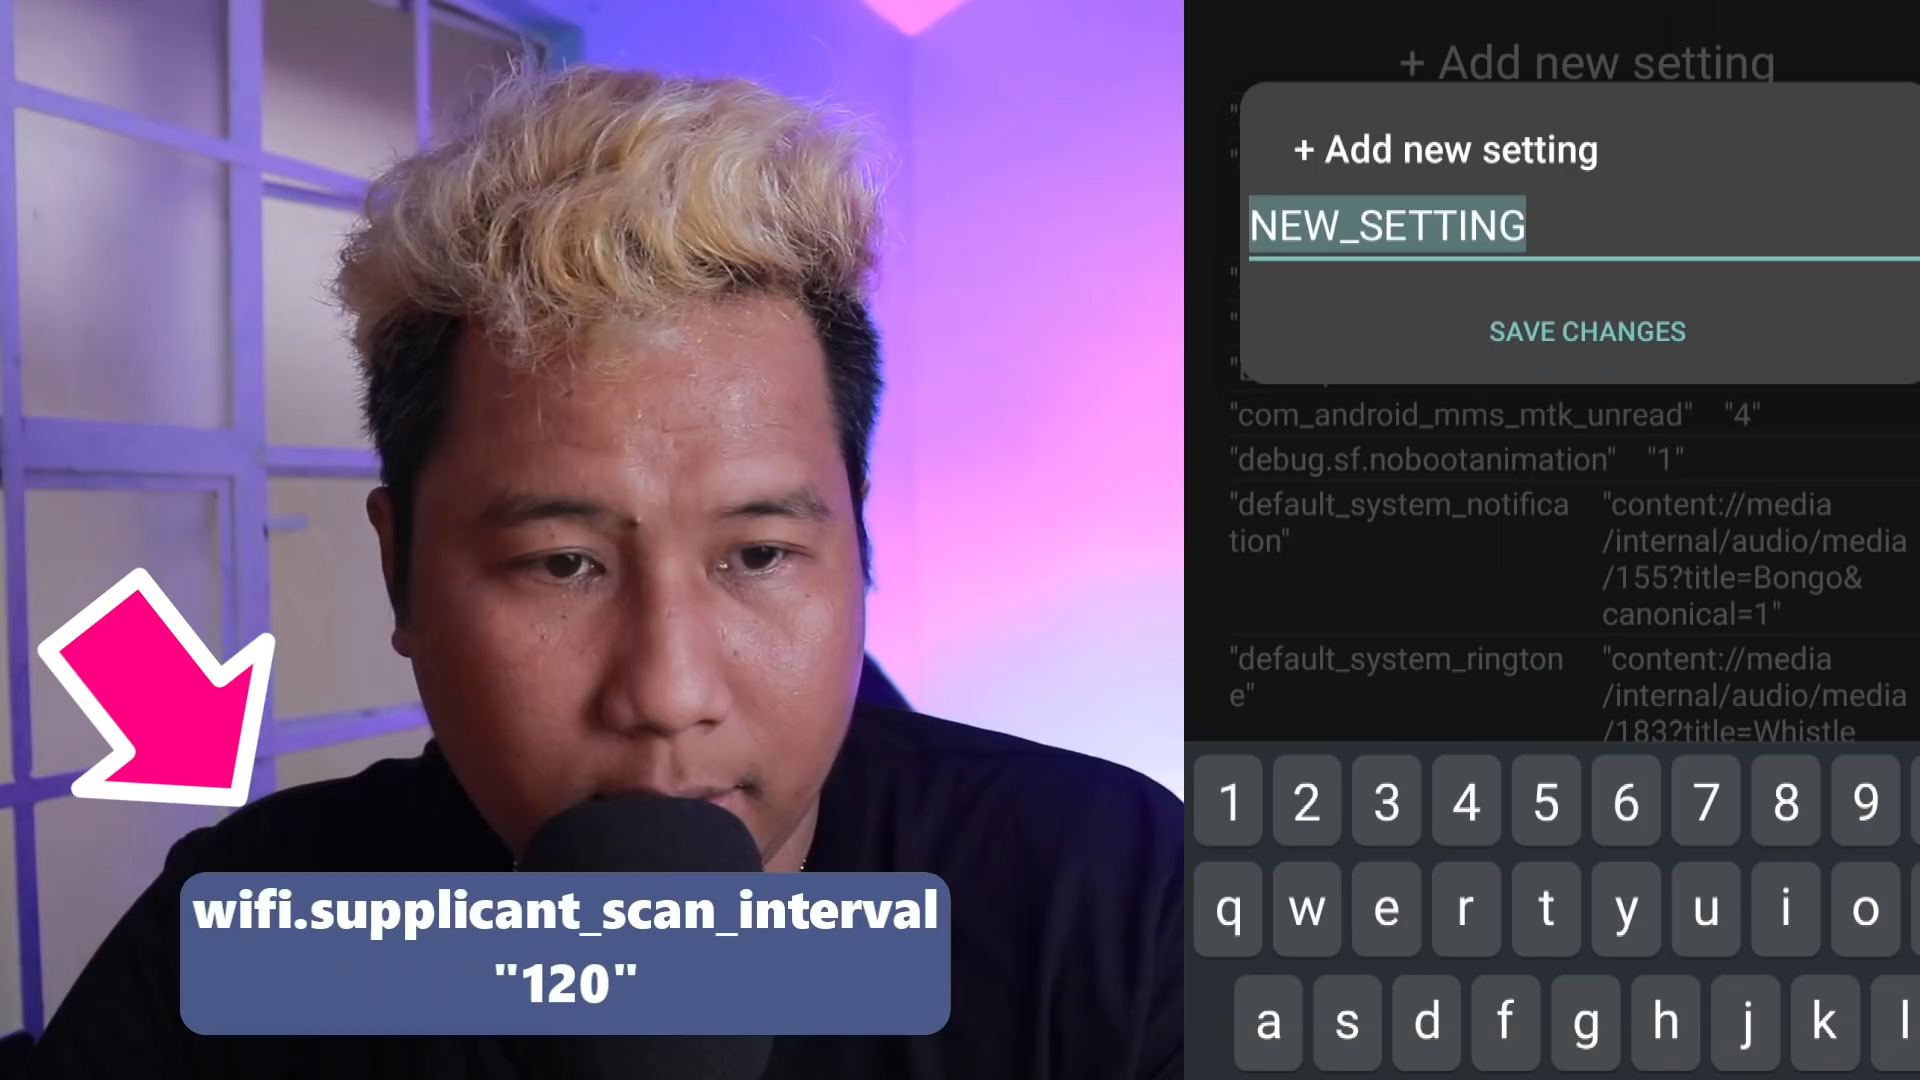 wifi.supplicant_scan_interval
"120"
+ Add new setting
+ Add new setting
NEW_SETTING
SAVE CHANGES
"com_android_mms_mtk_unread" "4"
"debug.sf.nobootanimation" "1"
"default_system_notifica
tion"
"content://media
/internal/audio/media
/155?title=Bongo&
canonical=1"
"default_system_rington
e"
"content://media
/internal/audio/media
/183?title=Whistle
1 2 3 4 5 6 7 8 9
q w e r t y u i o
a s d f g h j k l